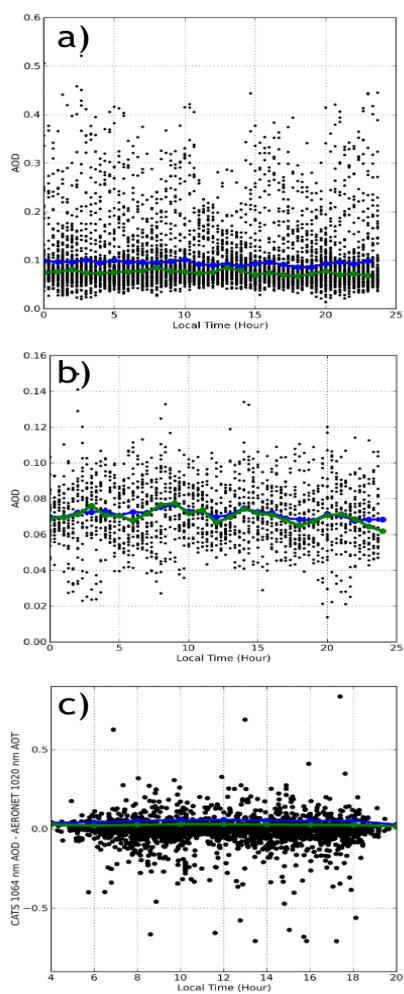 a)
0.6
0.5
0.4
0.3
0.2
0.1
0.0
AOD
0 5 10 15 20 25
Local Time (Hour)
b)
0.16
0.14
0.12
0.10
0.08
0.06
0.04
0.02
0.00
AOD
0 5 10 15 20 25
Local Time (Hour)
c)
0.5
0.0
−0.5
CATS 1064 nm AOD - AERONET 1020 nm AOT
4 6 8 10 12 14 16 18 20
Local Time (Hour)